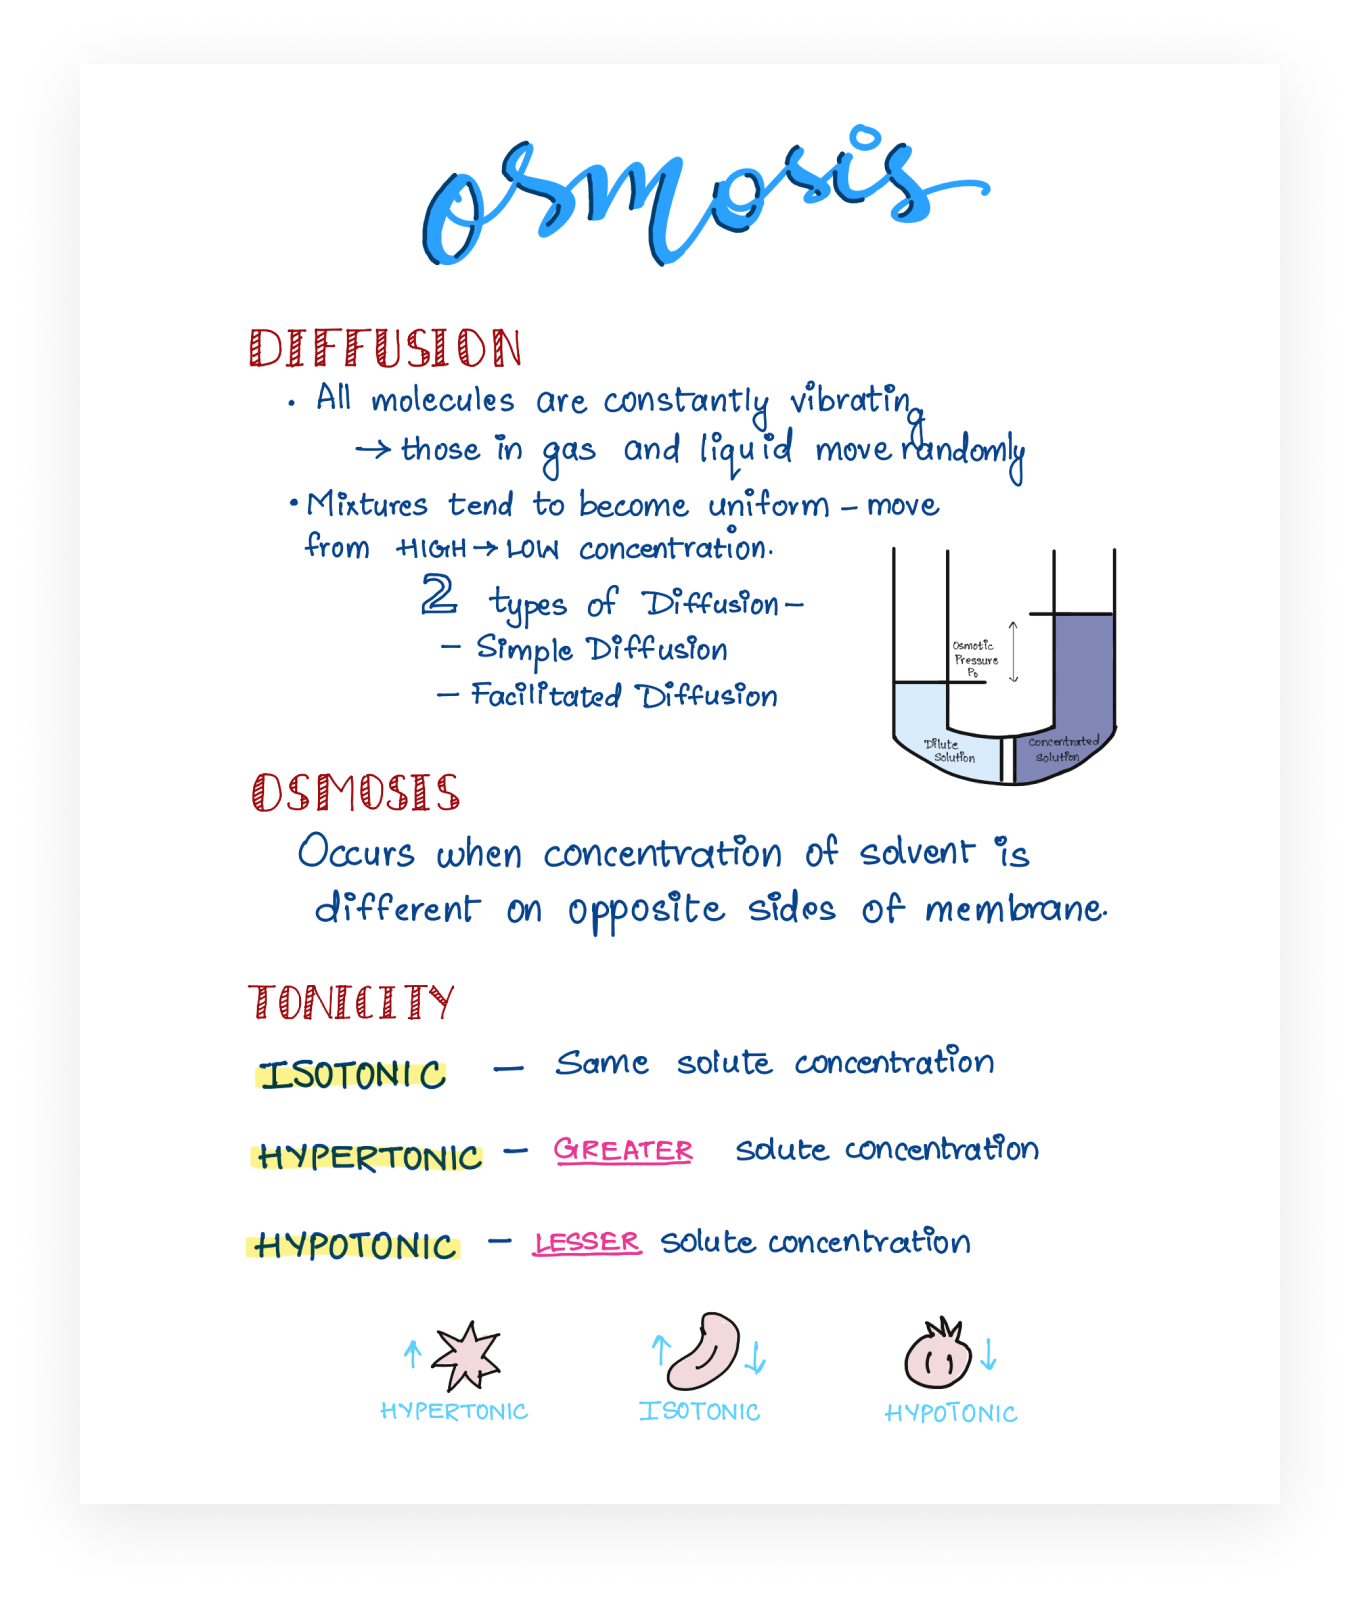 osmosis
DIFFUSION
• All molecules are constantly vibrating
→ those in gas and liquid move randomly
• Mixtures tend to become uniform – move
from HIGH → LOW concentration.
2 types of Diffusion –
– Simple Diffusion
– Facilitated Diffusion
Osmotic
Pressure
P₀
Dilute
Solution
Concentrated
Solution
OSMOSIS
Occurs when concentration of solvent is
different on opposite sides of membrane.
TONICITY
ISOTONIC – Same solute concentration
HYPERTONIC – GREATER solute concentration
HYPOTONIC – LESSER solute concentration
↑
↑ ↓
↓
HYPERTONIC
ISOTONIC
HYPOTONIC